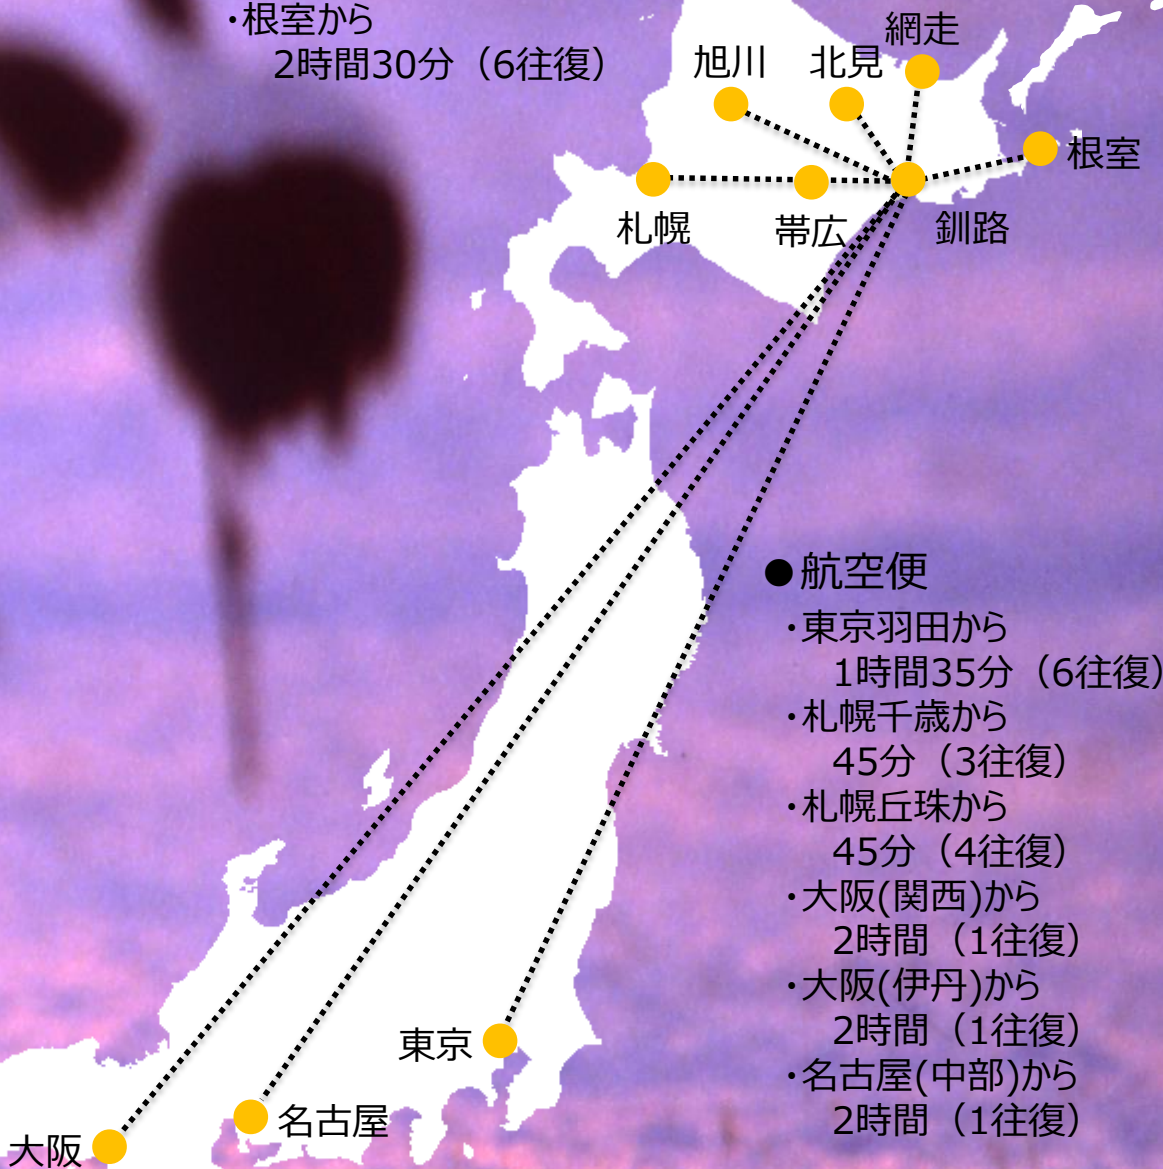 ・根室から
2時間30分（6往復）
網走
旭川
北見
根室
札幌
帯広
釧路
●航空便
・東京羽田から
1時間35分（6往復）
・札幌千歳から
45分（3往復）
・札幌丘珠から
45分（4往復）
・大阪(関西)から
2時間（1往復）
・大阪(伊丹)から
2時間（1往復）
・名古屋(中部)から
2時間（1往復）
東京
名古屋
大阪